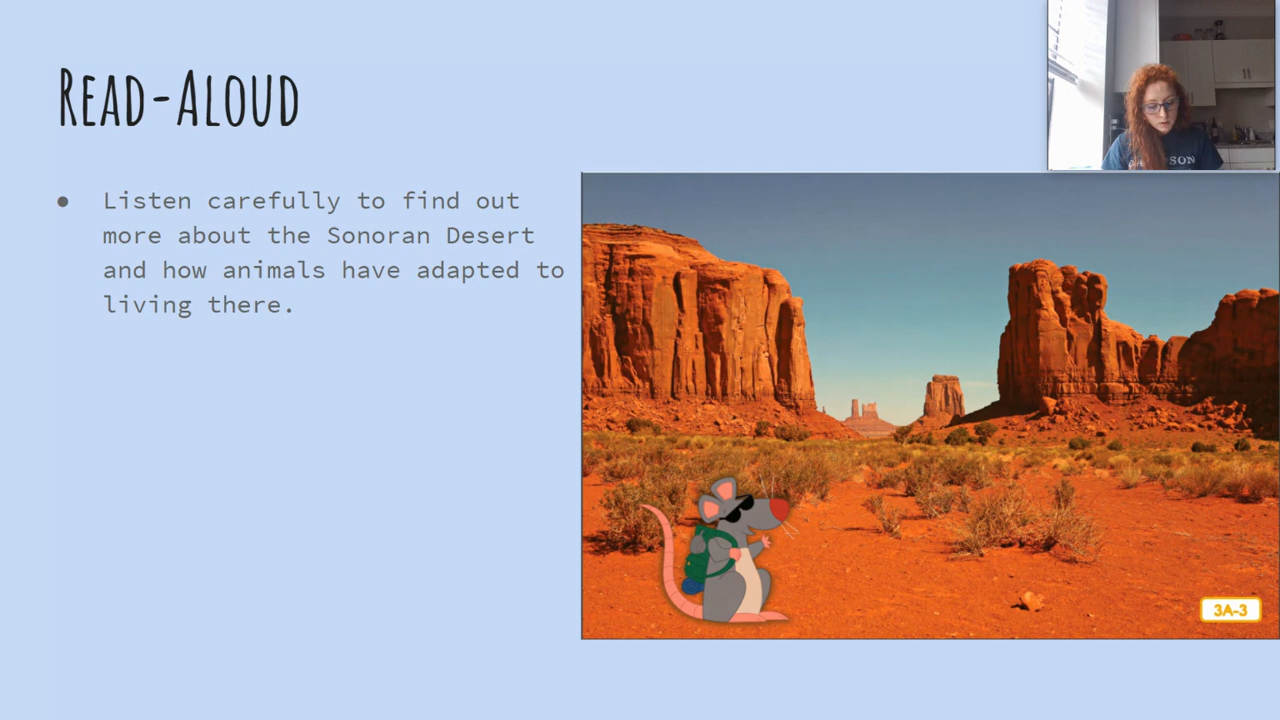 READ-ALOUD
● Listen carefully to find out
more about the Sonoran Desert
and how animals have adapted to
living there.
3A-3